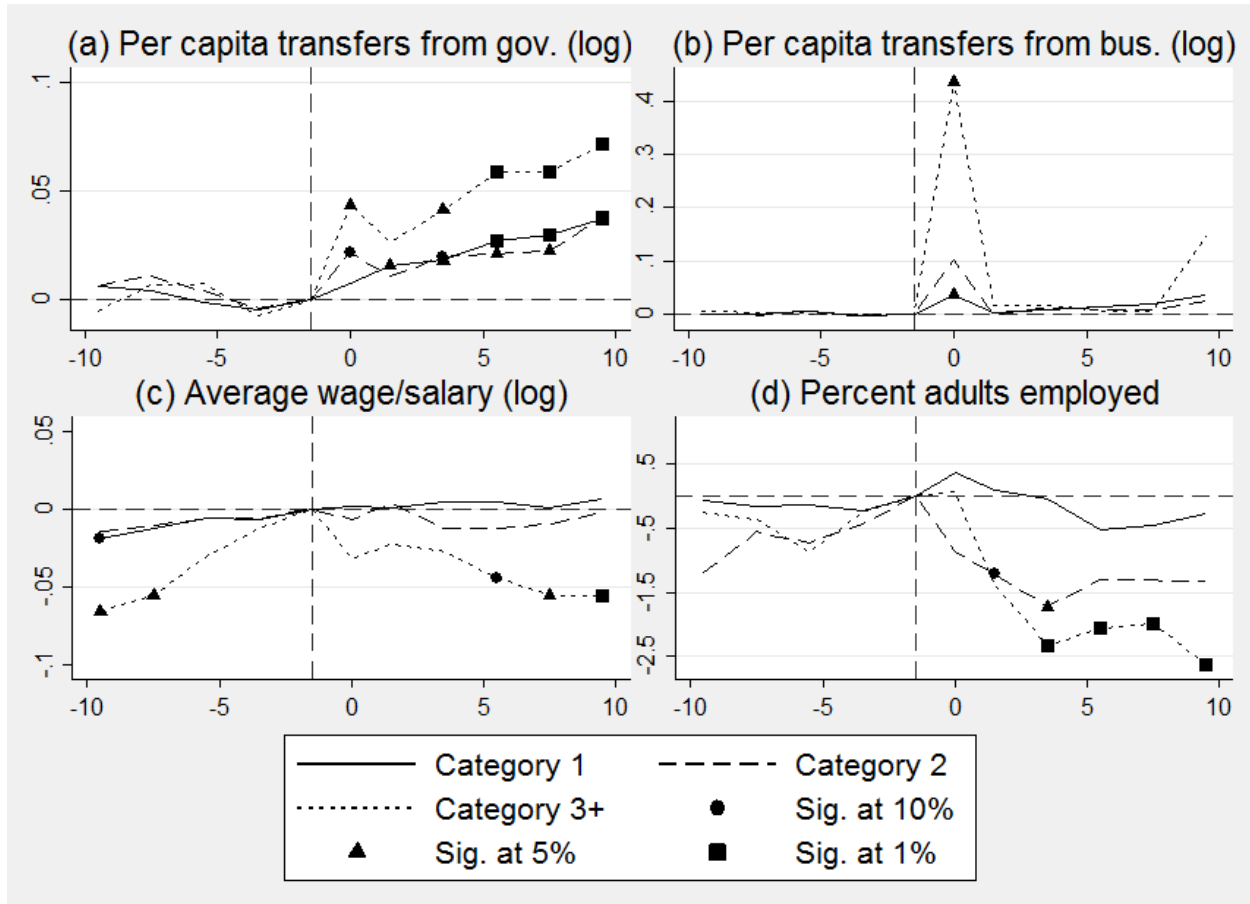 (a) Per capita transfers from gov. (log)
(b) Per capita transfers from bus. (log)
.1
.05
0
-10 -5 0 5 10
.4
.3
.2
.1
0
-10 -5 0 5 10
(c) Average wage/salary (log)
(d) Percent adults employed
.05
0
-.05
-.1
-10 -5 0 5 10
.5
-.5
-1.5
-2.5
-10 -5 0 5 10
Category 1
Category 2
Category 3+
Sig. at 10%
Sig. at 5%
Sig. at 1%